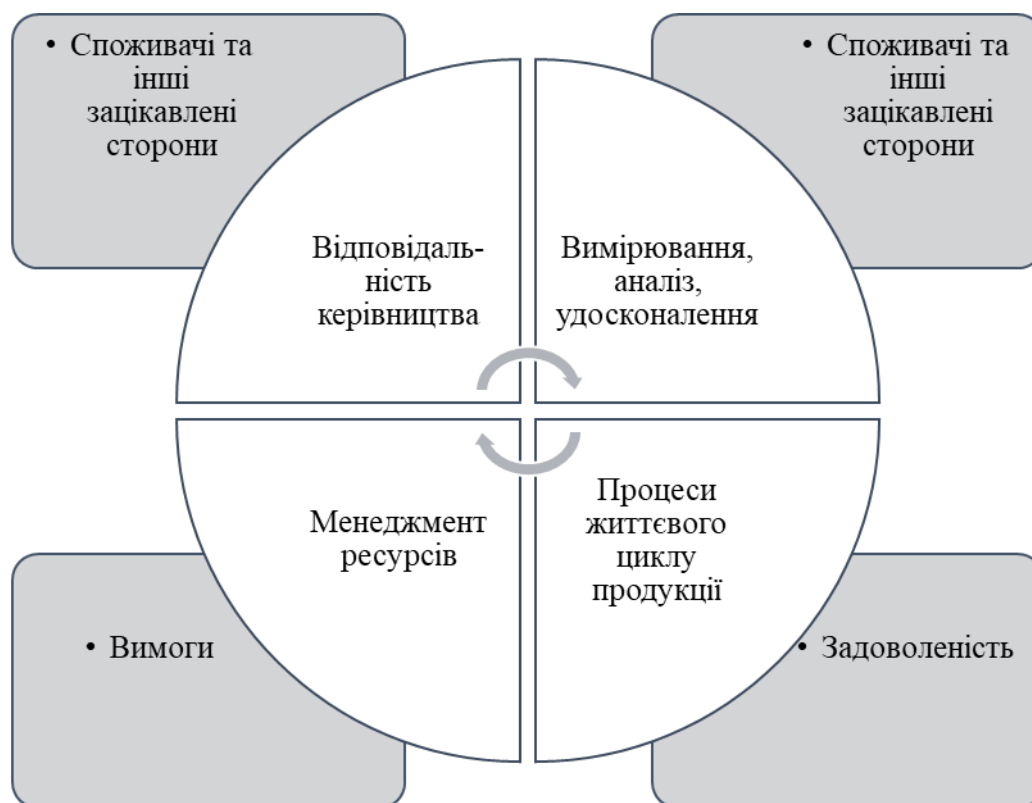 • Споживачі та
інші
зацікавлені
сторони
• Споживачі та
інші
зацікавлені
сторони
Відповідаль-
ність
керівництва
Вимірювання,
аналіз,
удосконалення
Менеджмент
ресурсів
Процеси
життєвого
циклу
продукції
• Вимоги
• Задоволеність